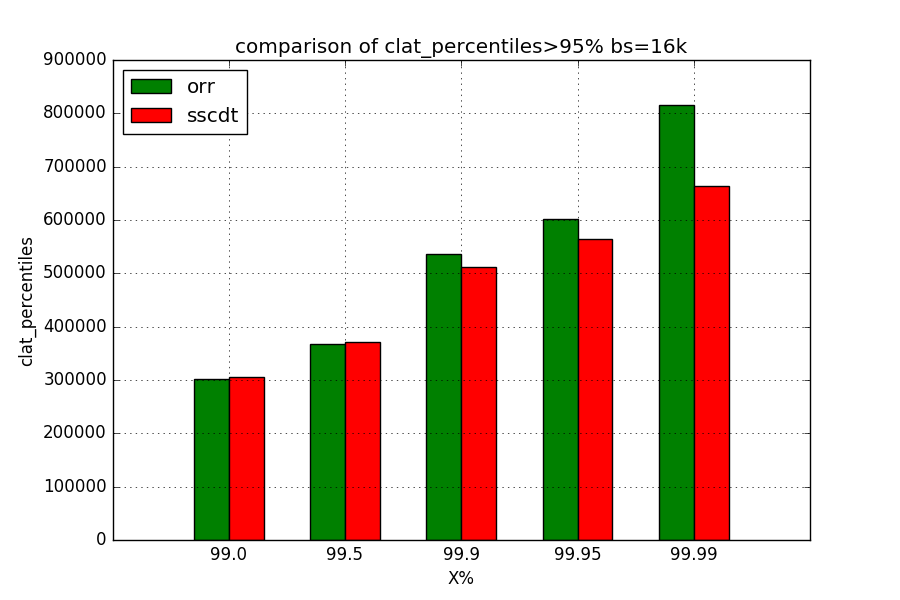 comparison of clat_percentiles>95% bs=16k
900000
800000
700000
600000
500000
400000
300000
200000
100000
0
clat_percentiles
orr
sscdt
99.0 99.5 99.9 99.95 99.99
X%